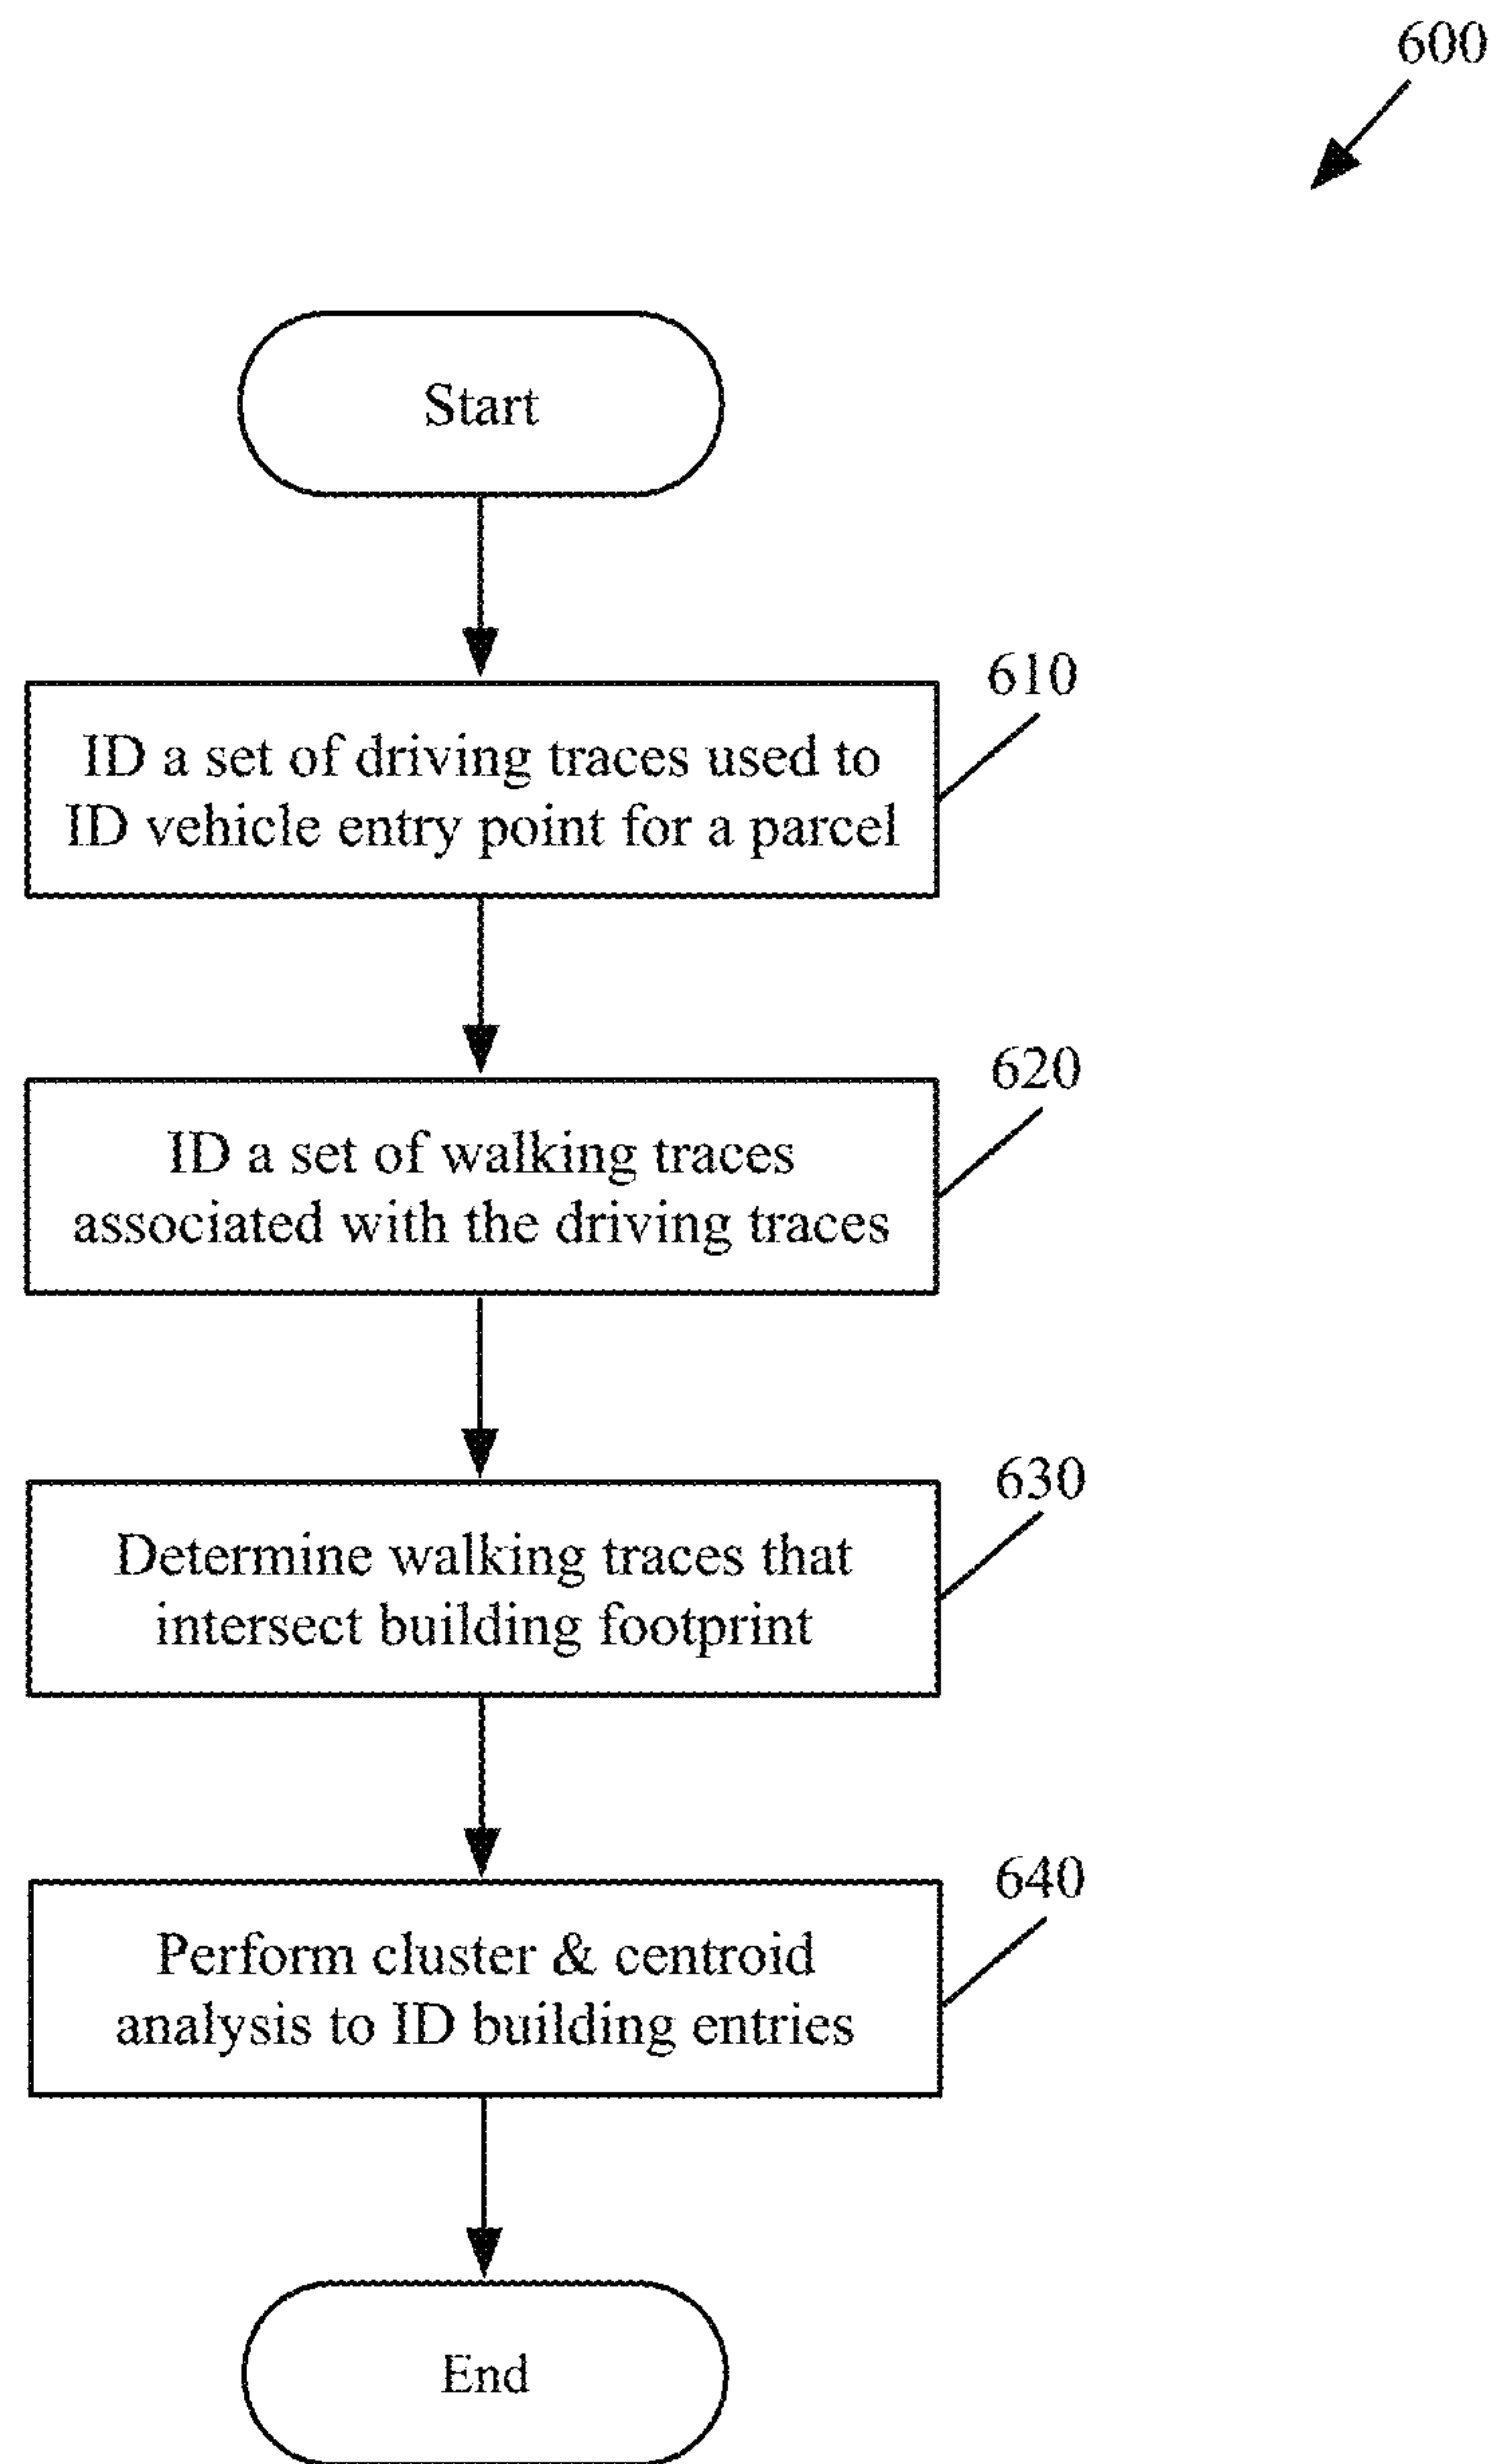 600
Start
610
ID a set of driving traces used to
ID vehicle entry point for a parcel
620
ID a set of walking traces
associated with the driving traces
630
Determine walking traces that
intersect building footprint
640
Perform cluster & centroid
analysis to ID building entries
End